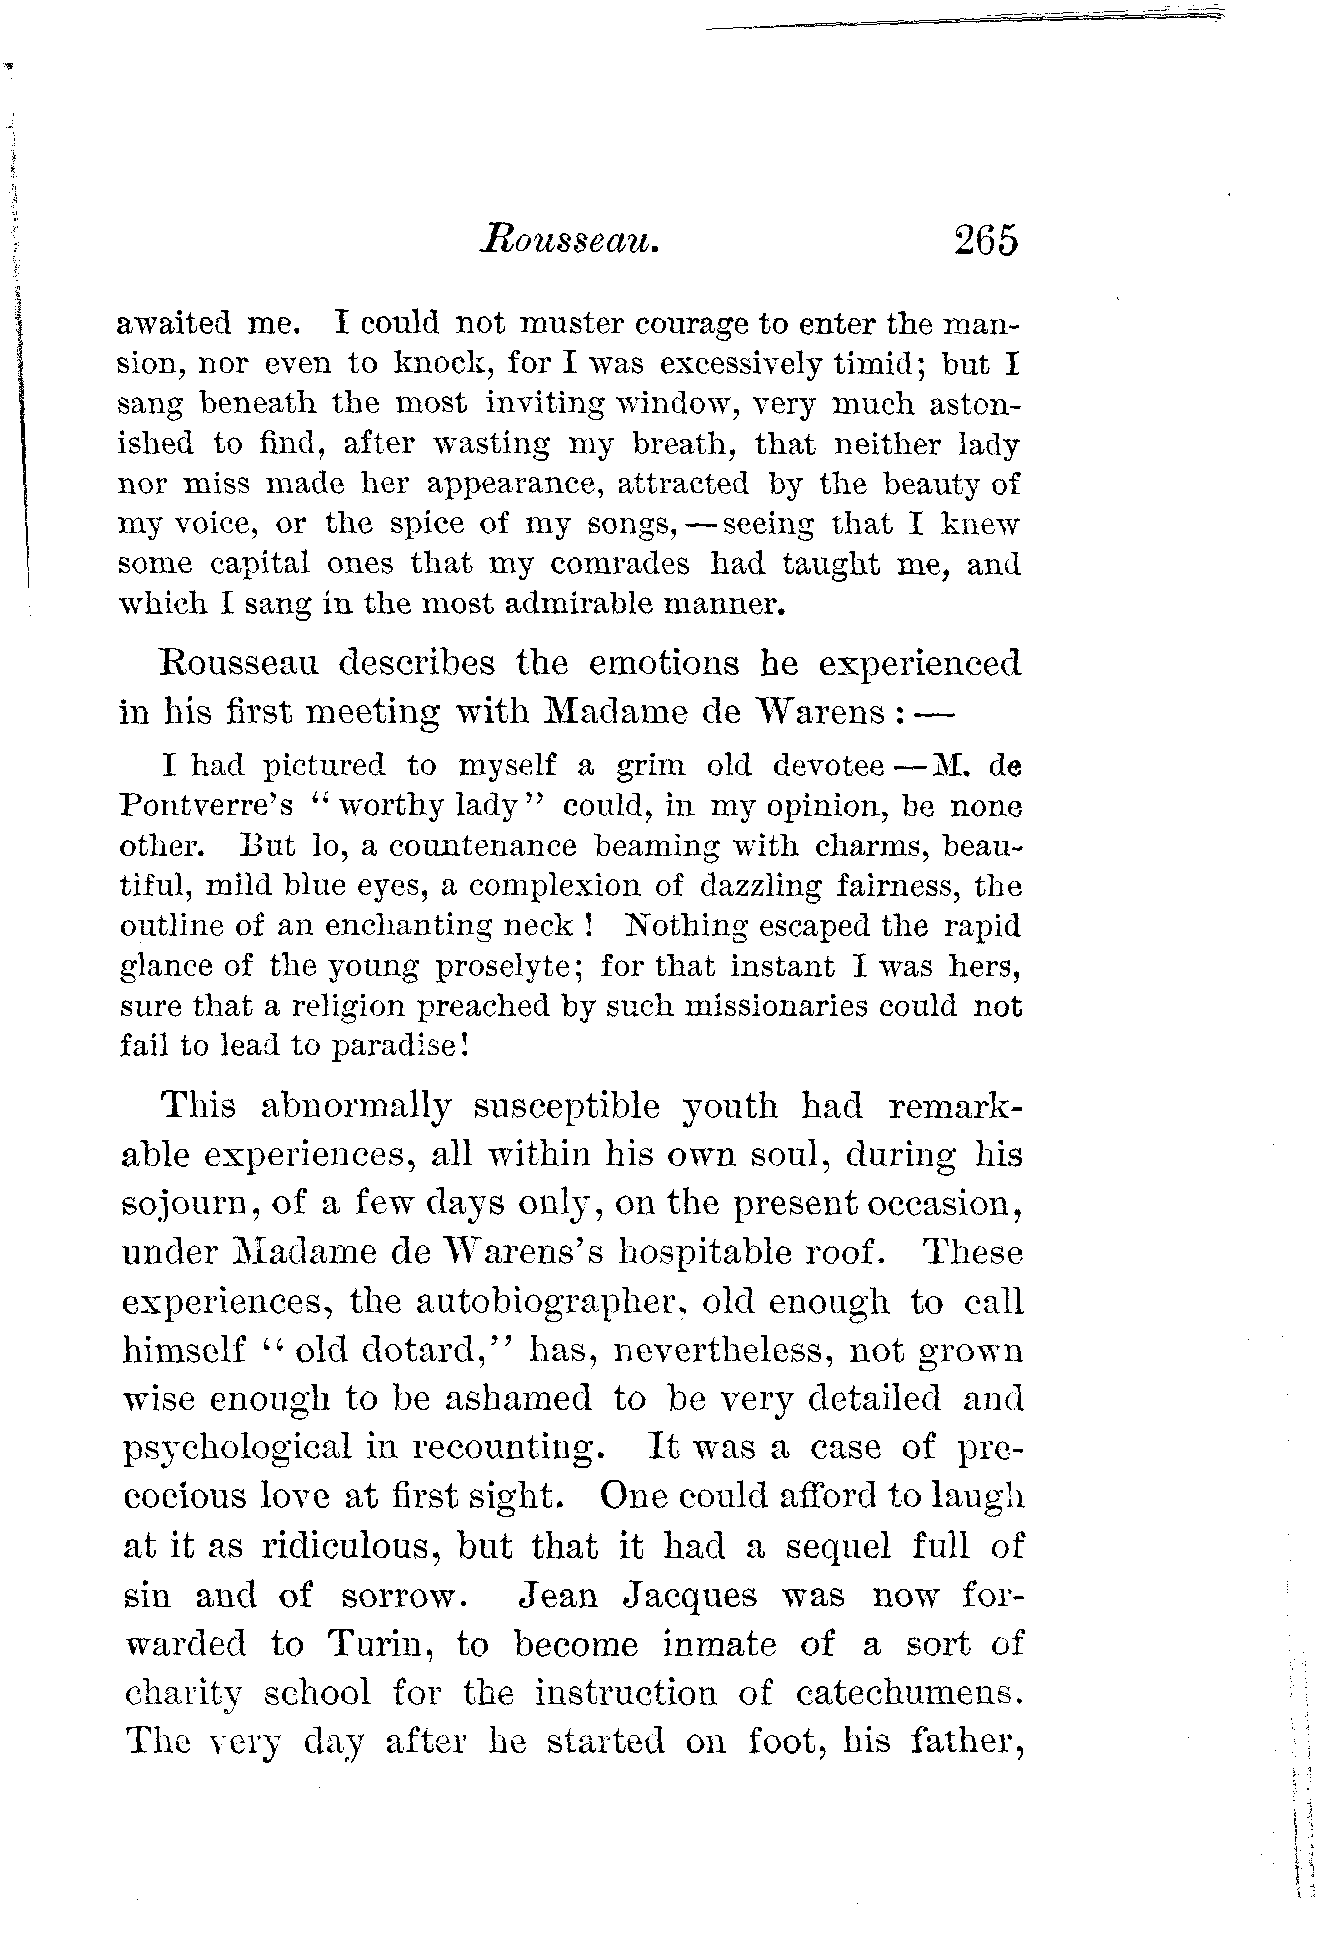 Rousseau. 265
awaited me. I could not muster courage to enter the man-
sion, nor even to knock, for I was excessively timid; but I
sang beneath the most inviting window, very much aston-
ished to find, after wasting my breath, that neither lady
nor miss made her appearance, attracted by the beauty of
my voice, or the spice of my songs, — seeing that I knew
some capital ones that my comrades had taught me, and
which I sang in the most admirable manner.
Rousseau describes the emotions he experienced
in his first meeting with Madame de Warens : —
I had pictured to myself a grim old devotee — M. de
Pontverre's "worthy lady" could, in my opinion, be none
other. But lo, a countenance beaming with charms, beau-
tiful, mild blue eyes, a complexion of dazzling fairness, the
outline of an enchanting neck ! Nothing escaped the rapid
glance of the young proselyte; for that instant I was hers,
sure that a religion preached by such missionaries could not
fail to lead to paradise!
This abnormally susceptible youth had remark-
able experiences, all within his own soul, during his
sojourn, of a few days only, on the present occasion,
under Madame de Warens's hospitable roof. These
experiences, the autobiographer, old enough to call
himself "old dotard," has, nevertheless, not grown
wise enough to be ashamed to be very detailed and
psychological in recounting. It was a case of pre-
cocious love at first sight. One could afford to laugh
at it as ridiculous, but that it had a sequel full of
sin and of sorrow. Jean Jacques was now for-
warded to Turin, to become inmate of a sort of
charity school for the instruction of catechumens.
The very day after he started on foot, his father,